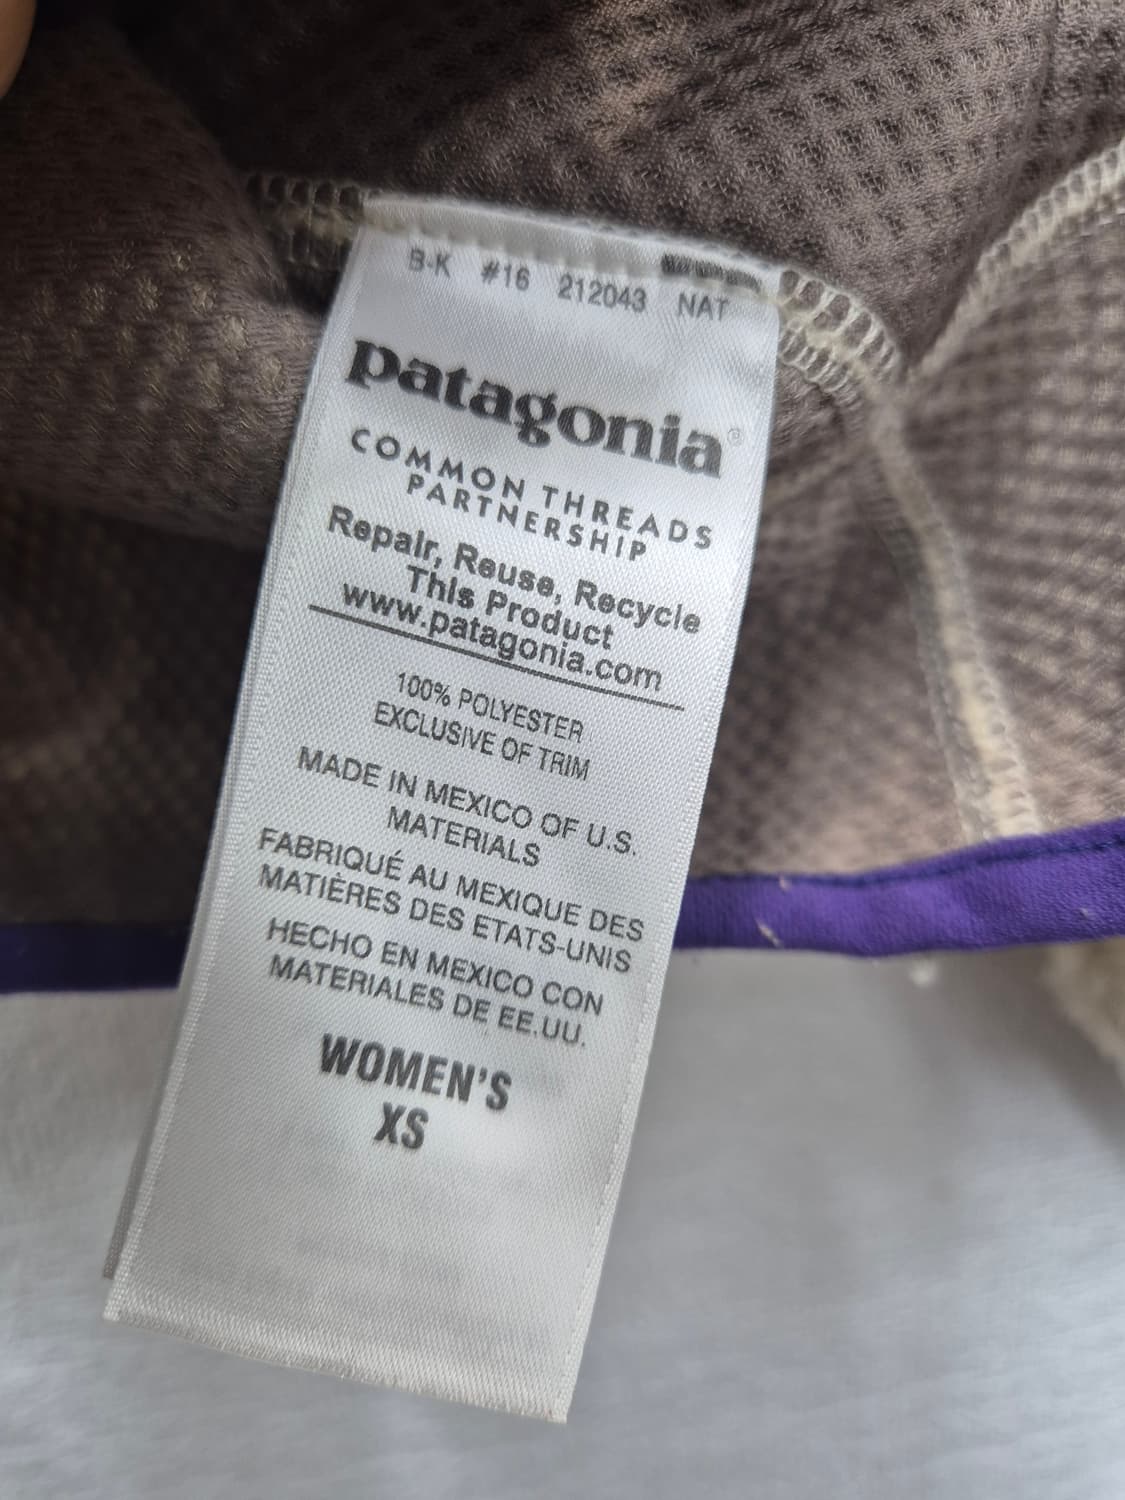 B-K #16 212043 NAT
patagonia®
COMMON THREADS
PARTNERSHIP
Repair, Reuse, Recycle
This Product
www.patagonia.com
100% POLYESTER
EXCLUSIVE OF TRIM
MADE IN MEXICO OF U.S.
MATERIALS
FABRIQUÉ AU MEXIQUE DES
MATIÈRES DES ETATS-UNIS
HECHO EN MEXICO CON
MATERIALES DE EE.UU.
WOMEN'S
XS